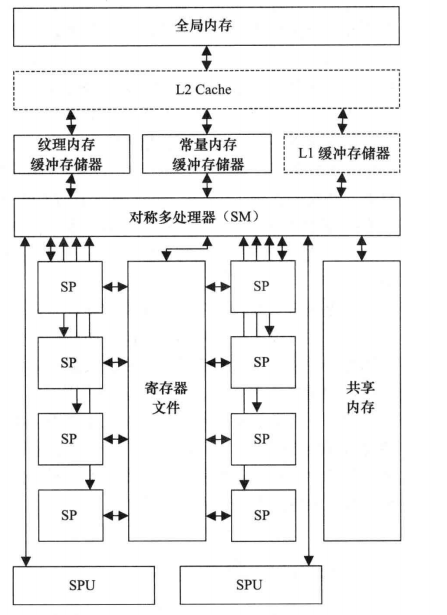 全局内存
L2 Cache
纹理内存
缓冲存储器
常量内存
缓冲存储器
L1 缓冲存储器
对称多处理器（SM）
SP
SP
SP
SP
寄存器
文件
SP
SP
SP
SP
共享
内存
SPU
SPU